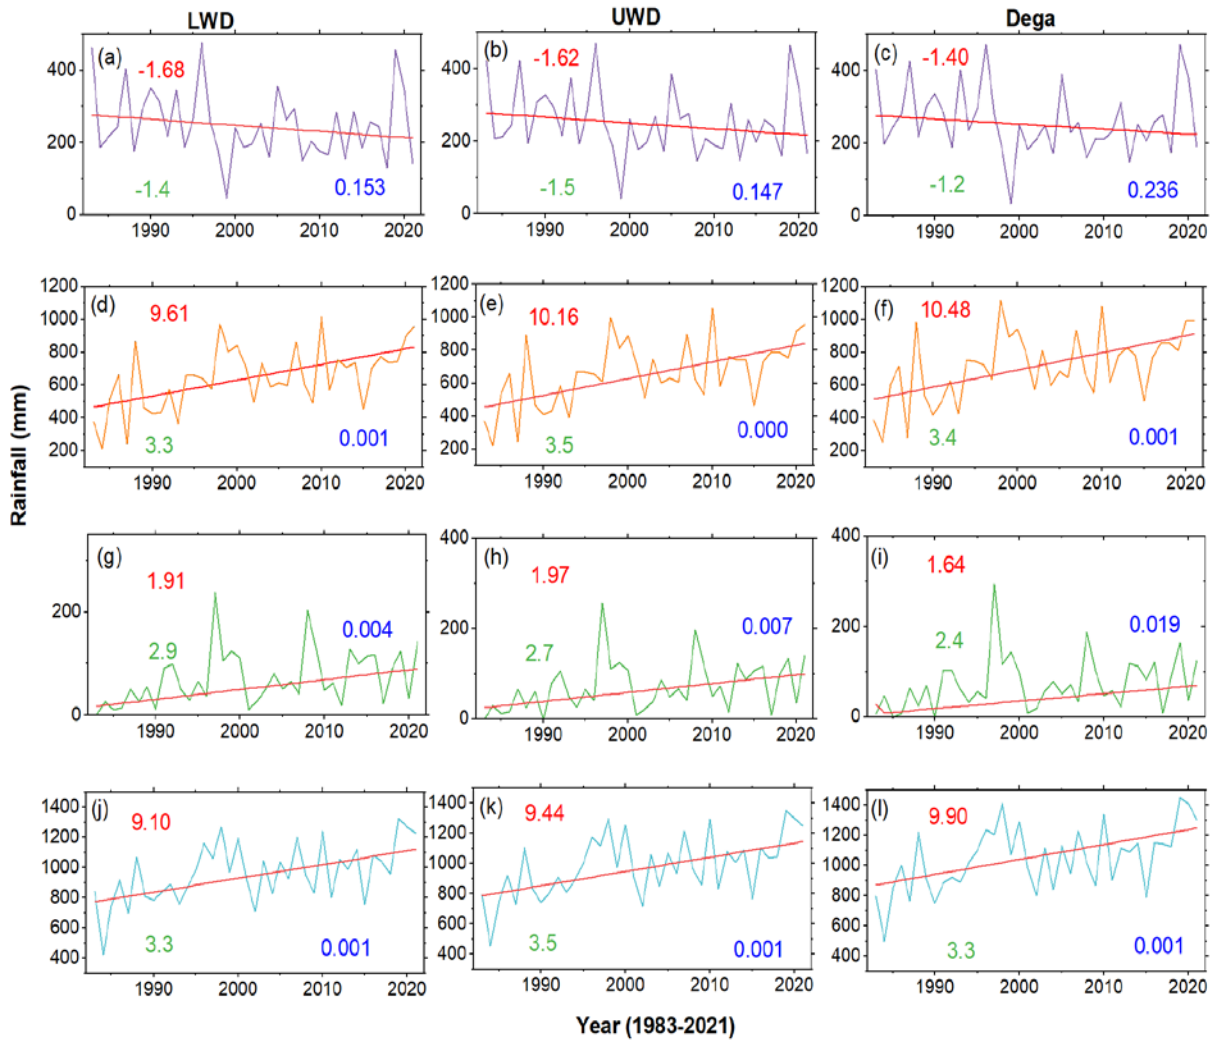 LWD UWD Dega
(a) -1.68 -1.4 0.153
400
200
0
1990 2000 2010 2020
(b) -1.62 -1.5 0.147
400
200
0
1990 2000 2010 2020
(c) -1.40 -1.2 0.236
400
200
0
1990 2000 2010 2020
(d) 9.61 3.3 0.001
1200
1000
800
600
400
200
1990 2000 2010 2020
(e) 10.16 3.5 0.000
1200
1000
800
600
400
200
1990 2000 2010 2020
(f) 10.48 3.4 0.001
1200
1000
800
600
400
200
1990 2000 2010 2020
(g) 1.91 2.9 0.004
200
0
1990 2000 2010 2020
(h) 1.97 2.7 0.007
400
200
0
1990 2000 2010 2020
(i) 1.64 2.4 0.019
400
200
0
1990 2000 2010 2020
(j) 9.10 3.3 0.001
1400
1200
1000
800
600
400
1990 2000 2010 2020
(k) 9.44 3.5 0.001
1400
1200
1000
800
600
400
1990 2000 2010 2020
(l) 9.90 3.3 0.001
1400
1200
1000
800
600
400
1990 2000 2010 2020
Rainfall (mm)
Year (1983-2021)